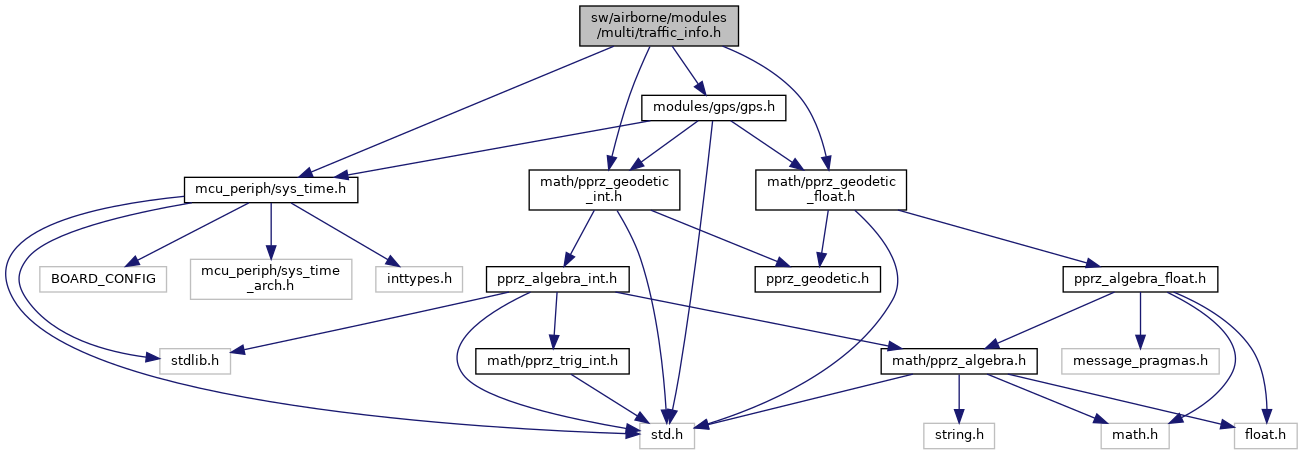 sw/airborne/modules
/multi/traffic_info.h
modules/gps/gps.h
mcu_periph/sys_time.h
math/pprz_geodetic
_int.h
math/pprz_geodetic
_float.h
BOARD_CONFIG
mcu_periph/sys_time
_arch.h
inttypes.h
pprz_algebra_int.h
pprz_geodetic.h
pprz_algebra_float.h
stdlib.h
math/pprz_trig_int.h
math/pprz_algebra.h
message_pragmas.h
std.h
string.h
math.h
float.h